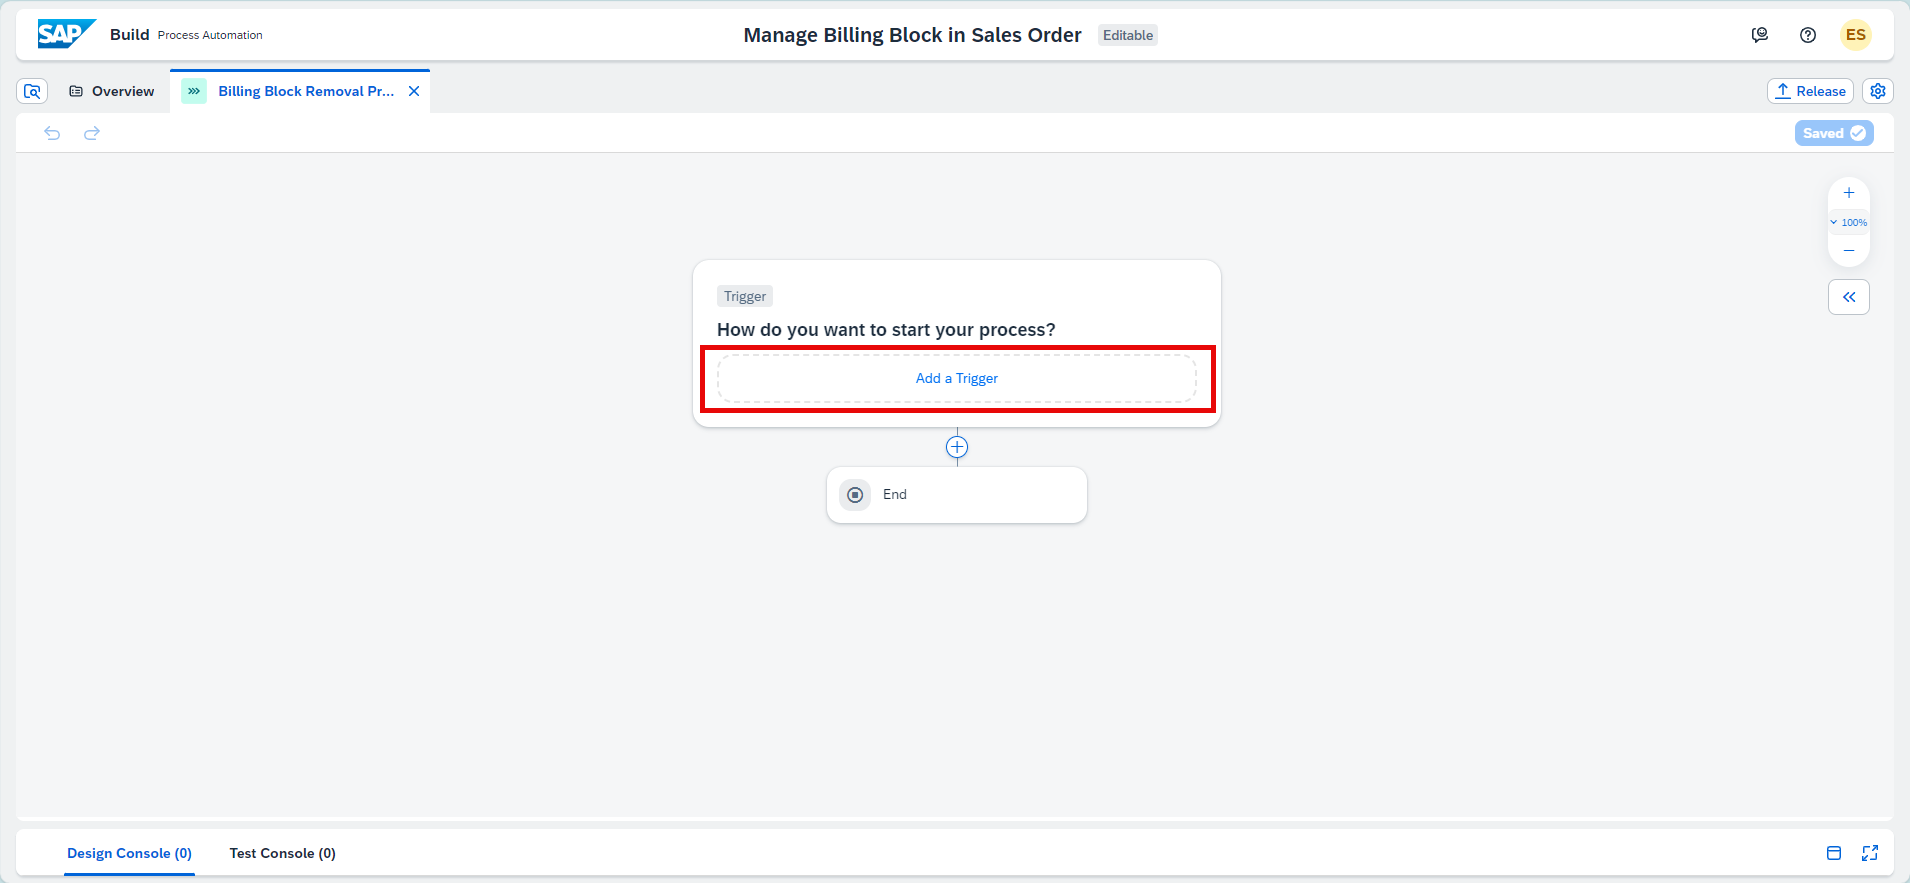 SAP Build Process Automation
Manage Billing Block in Sales Order Editable
ES
Overview
Billing Block Removal Pr...
Release
Saved
100%
Trigger
How do you want to start your process?
Add a Trigger
End
Design Console (0)
Test Console (0)